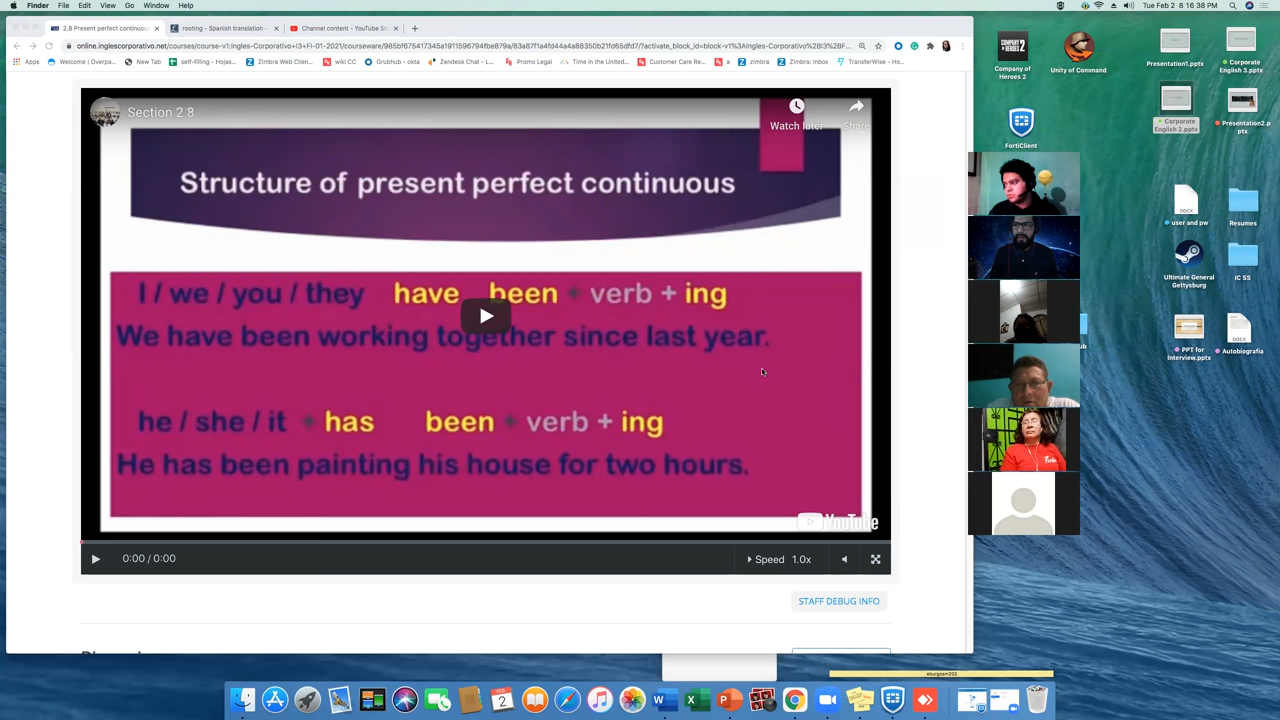 Finder File Edit View Go Window Help
Tue Feb 2 8 16:38 PM
2.8 Present perfect continuous
rooting - Spanish translation -
Channel content - YouTube St
Apps Welcome | Overpa... New Tab self-filling - Hojas... Zimbra Web Clien... wiki CC Grubhub - okta Zendesk Chat - L... Promo Legal Time in the United... Customer Care Re... a zimbra Zimbra: Inbox TransferWise - Ho...
Section 2 8
Watch later
Share
Structure of present perfect continuous
I / we / you / they have been + verb + ing
We have been working together since last year.
he / she / it + has been + verb + ing
He has been painting his house for two hours.
YouTube
0:00 / 0:00
Speed 1.0x
STAFF DEBUG INFO
Company of
Heroes 2
Unity of Command
Presentation1.pptx
Corporate
English 3.pptx
FortiClient
Corporate
English 2.pptx
Presentation2.p
ptx
DOCX
user and pw
Resumes
Ultimate General
Gettysburg
IC SS
PPT for
Interview.pptx
DOCX
Autobiografia
FEB
2